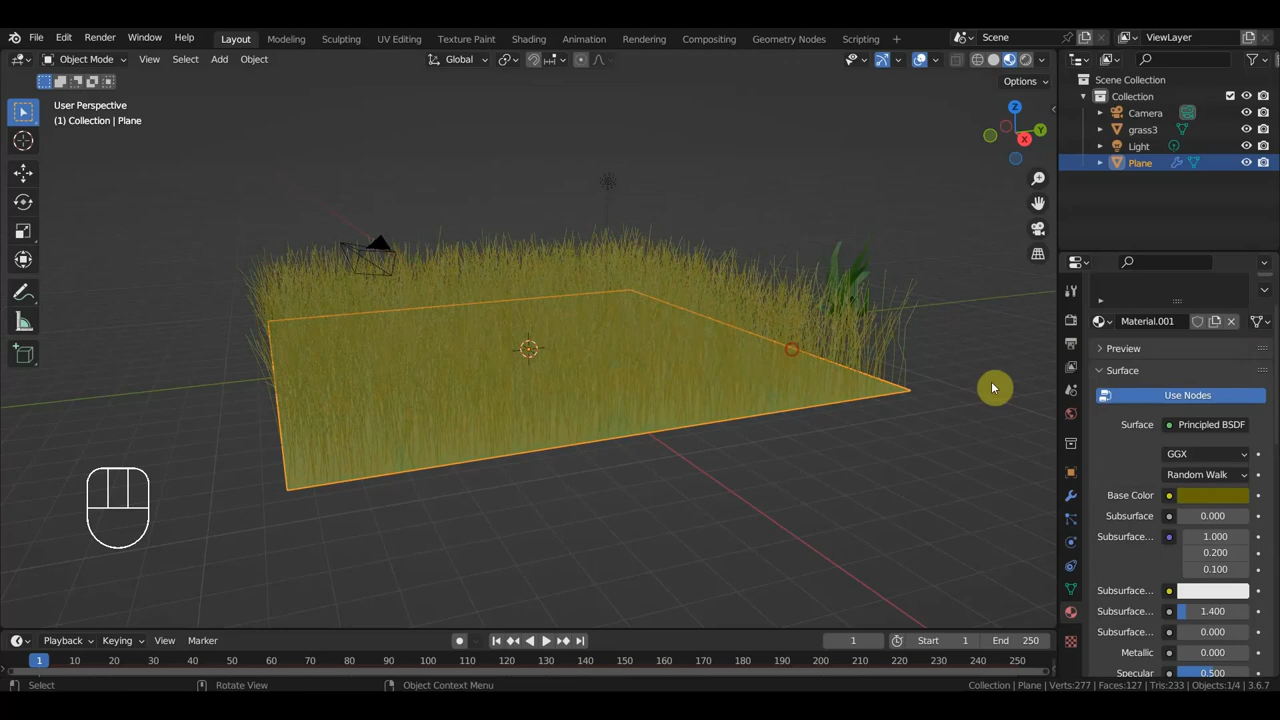 File Edit Render Window Help Layout Modeling Sculpting UV Editing Texture Paint Shading Animation Rendering Compositing Geometry Nodes Scripting + Scene ViewLayer
Object Mode View Select Add Object Global
Options
User Perspective
(1) Collection | Plane
Z
Y
X
Scene Collection
Collection
Camera
grass3
Light
Plane
Material.001
Preview
Surface
Use Nodes
Surface Principled BSDF
GGX
Random Walk
Base Color
Subsurface 0.000
Subsurface... 1.000
0.200
0.100
Subsurface...
Subsurface... 1.400
Subsurface... 0.000
Metallic 0.000
Specular 0.500
Playback Keying View Marker 1 Start 1 End 250
1 10 20 30 40 50 60 70 80 90 100 110 120 130 140 150 160 170 180 190 200 210 220 230 240 250
Select Rotate View Object Context Menu Collection | Plane | Verts:277 | Faces:127 | Tris:233 | Objects:1/4 | 3.6.7